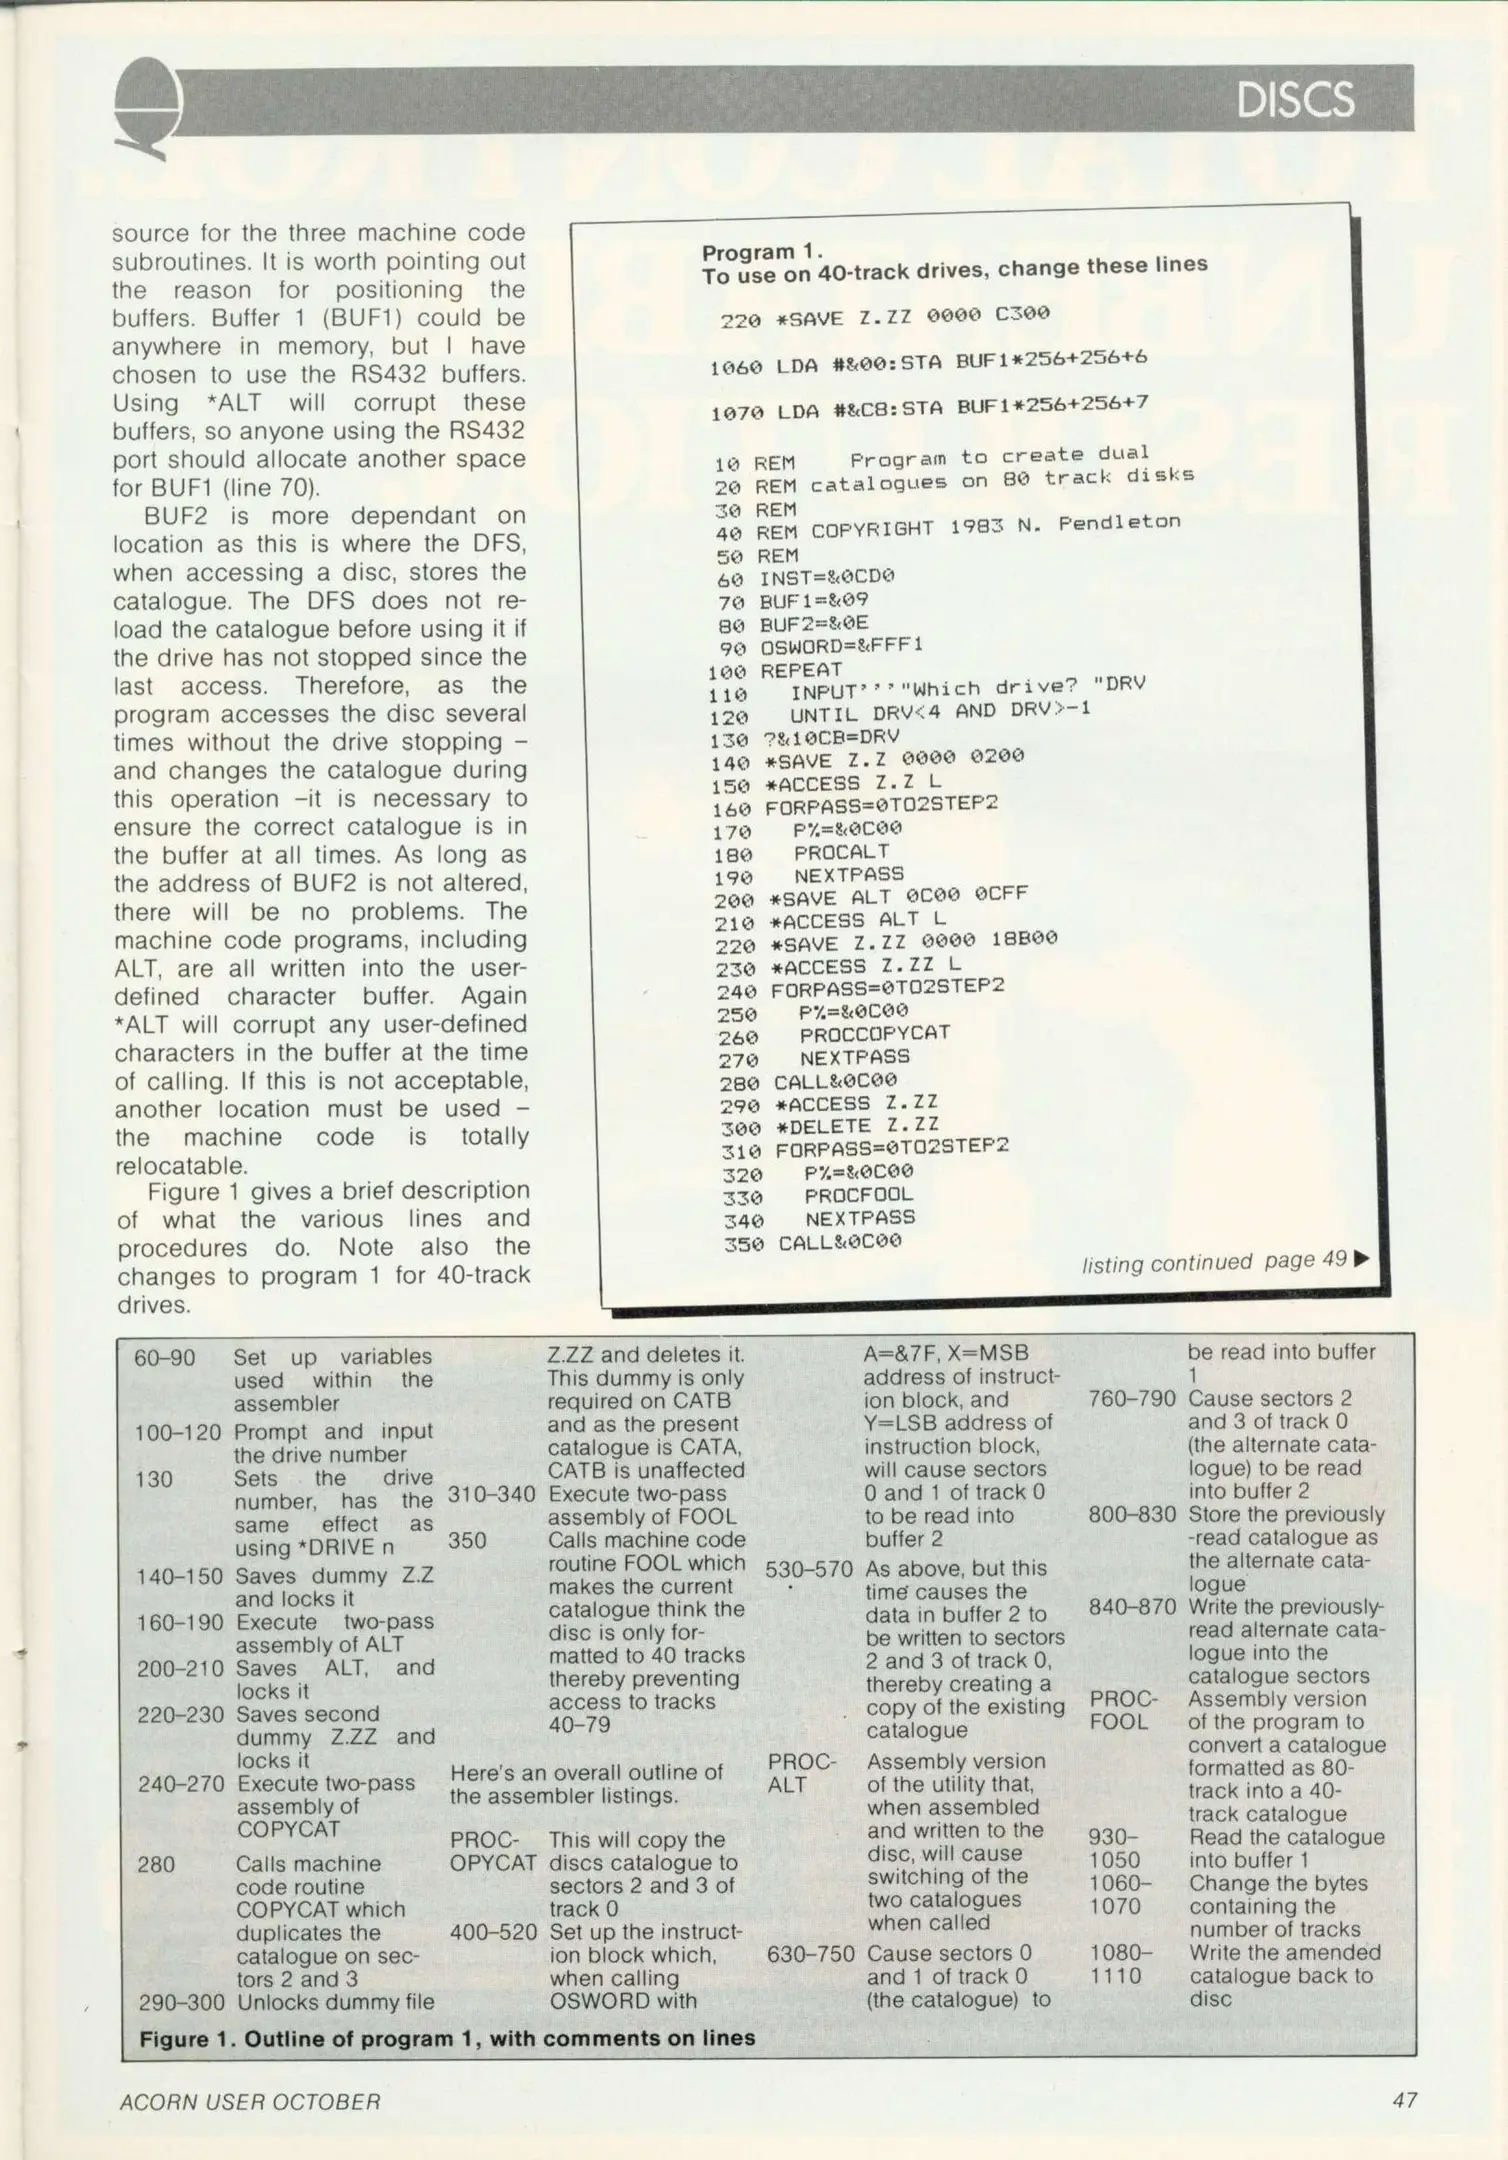 DISCS
source for the three machine code
subroutines. It is worth pointing out
the reason for positioning the
buffers. Buffer 1 (BUF1) could be
anywhere in memory, but I have
chosen to use the RS432 buffers.
Using *ALT will corrupt these
buffers, so anyone using the RS432
port should allocate another space
for BUF1 (line 70).
BUF2 is more dependant on
location as this is where the DFS,
when accessing a disc, stores the
catalogue. The DFS does not re-
load the catalogue before using it if
the drive has not stopped since the
last access. Therefore, as the
program accesses the disc several
times without the drive stopping –
and changes the catalogue during
this operation –it is necessary to
ensure the correct catalogue is in
the buffer at all times. As long as
the address of BUF2 is not altered,
there will be no problems. The
machine code programs, including
ALT, are all written into the user-
defined character buffer. Again
*ALT will corrupt any user-defined
characters in the buffer at the time
of calling. If this is not acceptable,
another location must be used –
the machine code is totally
relocatable.
Figure 1 gives a brief description
of what the various lines and
procedures do. Note also the
changes to program 1 for 40-track
drives.
Program 1.
To use on 40-track drives, change these lines
220 *SAVE Z.ZZ 0000 C300
1060 LDA #&00:STA BUF1*256+256+6
1070 LDA #&C8:STA BUF1*256+256+7
10 REM Program to create dual
20 REM catalogues on 80 track disks
30 REM
40 REM COPYRIGHT 1983 N. Pendleton
50 REM
60 INST=&0CD0
70 BUF1=&09
80 BUF2=&0E
90 OSWORD=&FFF1
100 REPEAT
110 INPUT'''"Which drive? "DRV
120 UNTIL DRV<4 AND DRV>-1
130 ?&10CB=DRV
140 *SAVE Z.Z 0000 0200
150 *ACCESS Z.Z L
160 FORPASS=0TO2STEP2
170 P%=&0C00
180 PROCALT
190 NEXTPASS
200 *SAVE ALT 0C00 0CFF
210 *ACCESS ALT L
220 *SAVE Z.ZZ 0000 18B00
230 *ACCESS Z.ZZ L
240 FORPASS=0TO2STEP2
250 P%=&0C00
260 PROCCOPYCAT
270 NEXTPASS
280 CALL&0C00
290 *ACCESS Z.ZZ
300 *DELETE Z.ZZ
310 FORPASS=0TO2STEP2
320 P%=&0C00
330 PROCFOOL
340 NEXTPASS
350 CALL&0C00
listing continued page 49 ▶
60–90 Set up variables
used within the
assembler
100–120 Prompt and input
the drive number
130 Sets the drive
number, has the
same effect as
using *DRIVE n
140–150 Saves dummy Z.Z
and locks it
160–190 Execute two-pass
assembly of ALT
200–210 Saves ALT, and
locks it
220–230 Saves second
dummy Z.ZZ and
locks it
240–270 Execute two-pass
assembly of
COPYCAT
280 Calls machine
code routine
COPYCAT which
duplicates the
catalogue on sec-
tors 2 and 3
290–300 Unlocks dummy file
Z.ZZ and deletes it.
This dummy is only
required on CATB
and as the present
catalogue is CATA,
CATB is unaffected
310–340 Execute two-pass
assembly of FOOL
350 Calls machine code
routine FOOL which
makes the current
catalogue think the
disc is only for-
matted to 40 tracks
thereby preventing
access to tracks
40–79
Here's an overall outline of
the assembler listings.
PROC- This will copy the
OPYCAT discs catalogue to
sectors 2 and 3 of
track 0
400–520 Set up the instruct-
ion block which,
when calling
OSWORD with
A=&7F, X=MSB
address of instruct-
ion block, and
Y=LSB address of
instruction block,
will cause sectors
0 and 1 of track 0
to be read into
buffer 2
530–570 As above, but this
time causes the
data in buffer 2 to
be written to sectors
2 and 3 of track 0,
thereby creating a
copy of the existing
catalogue
PROC- Assembly version
ALT of the utility that,
when assembled
and written to the
disc, will cause
switching of the
two catalogues
when called
630–750 Cause sectors 0
and 1 of track 0
(the catalogue) to
be read into buffer
1
760–790 Cause sectors 2
and 3 of track 0
(the alternate cata-
logue) to be read
into buffer 2
800–830 Store the previously
-read catalogue as
the alternate cata-
logue
840–870 Write the previously-
read alternate cata-
logue into the
catalogue sectors
PROC- Assembly version
FOOL of the program to
convert a catalogue
formatted as 80-
track into a 40-
track catalogue
930– Read the catalogue
1050 into buffer 1
1060– Change the bytes
1070 containing the
number of tracks
1080– Write the amended
1110 catalogue back to
disc
Figure 1. Outline of program 1, with comments on lines
ACORN USER OCTOBER
47